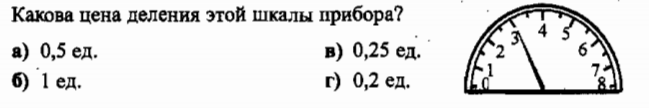 Какова цена деления этой шкалы прибора?
а) 0,5 ед. в) 0,25 ед.
б) 1 ед. г) 0,2 ед.
0 1 2 3 4 5 6 7 8